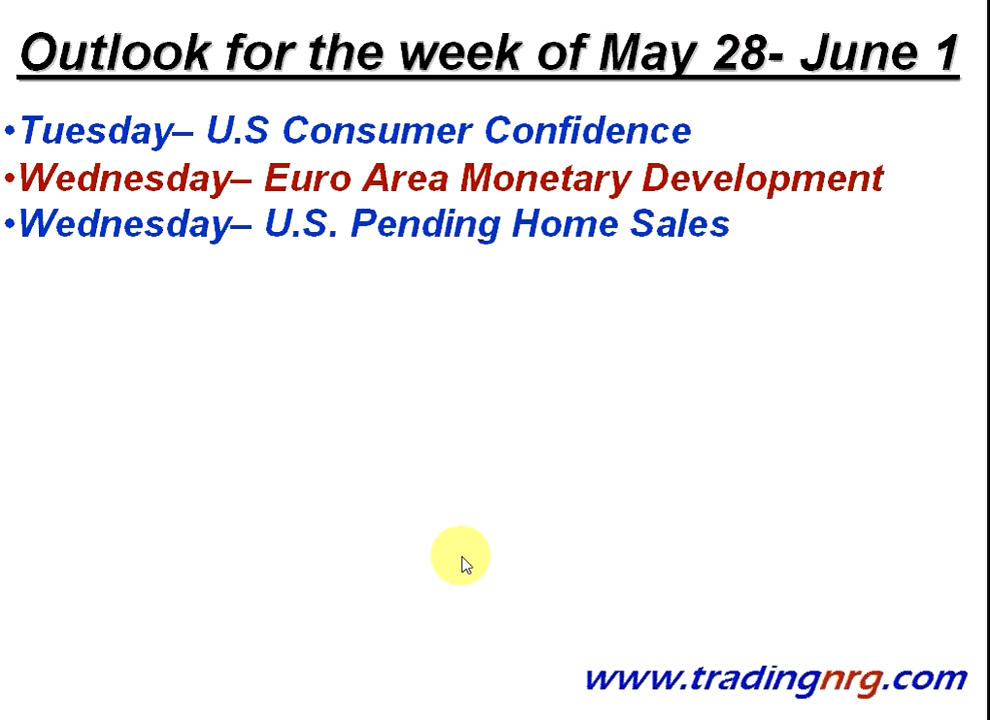 Outlook for the week of May 28- June 1
•Tuesday– U.S Consumer Confidence
•Wednesday– Euro Area Monetary Development
•Wednesday– U.S. Pending Home Sales
www.tradingnrg.com